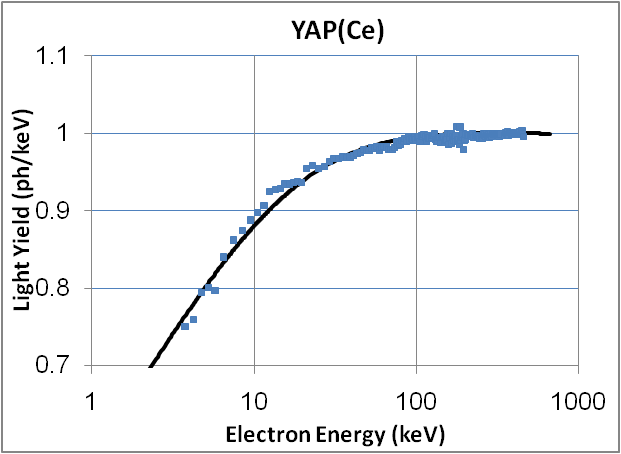 YAP(Ce)
1.1
1
0.9
0.8
0.7
Light Yield (ph/keV)
1 10 100 1000
Electron Energy (keV)